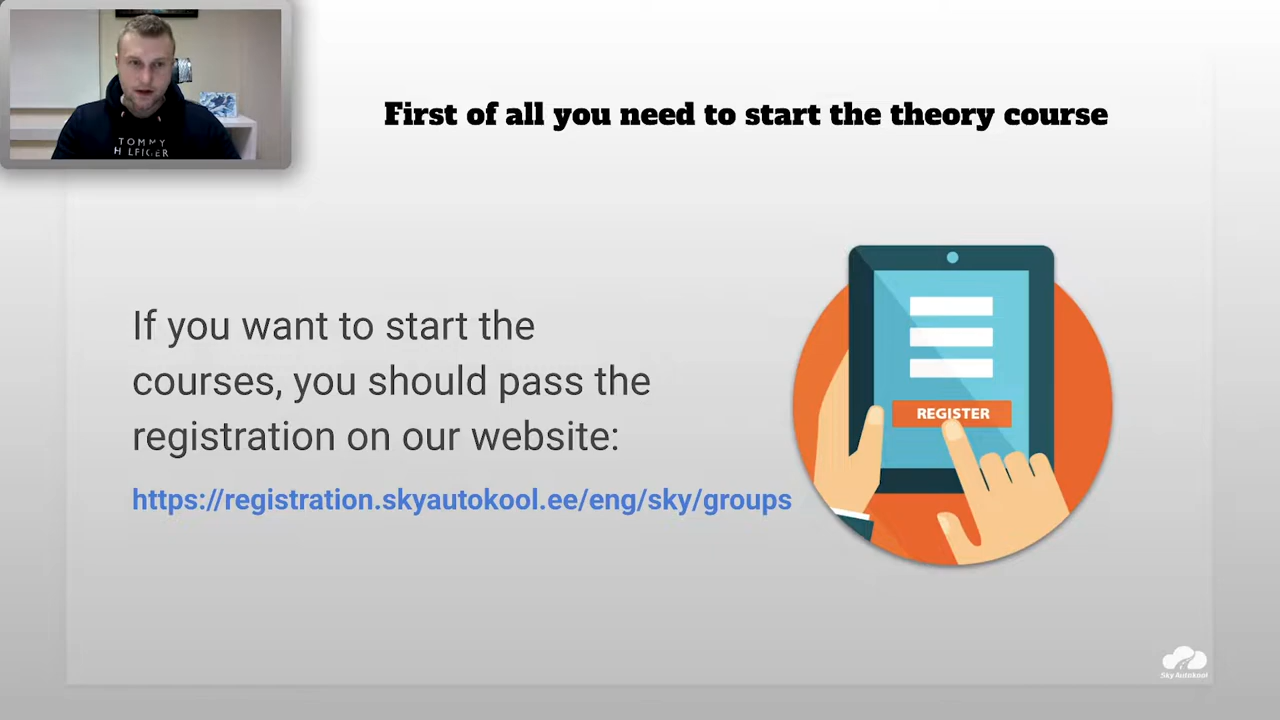 TOMMY
H LFIGER
First of all you need to start the theory course
If you want to start the
courses, you should pass the
registration on our website:
https://registration.skyautokool.ee/eng/sky/groups
REGISTER
Sky Autokool